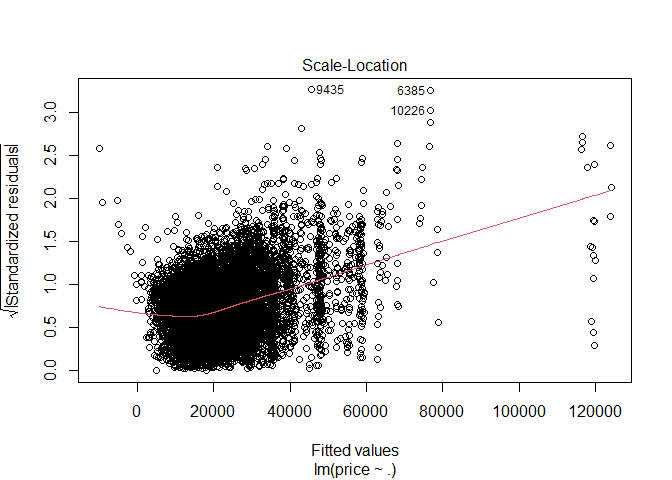 Scale-Location
√|Standardized residuals|
3.0
2.5
2.0
1.5
1.0
0.5
0.0
9435
6385
10226
0 20000 40000 60000 80000 100000 120000
Fitted values
lm(price ~ .)